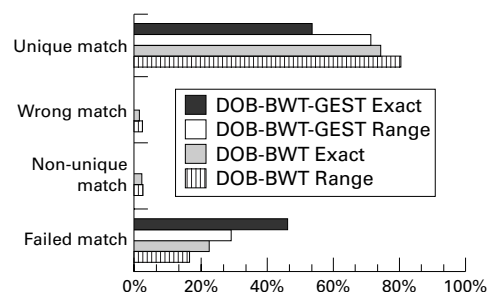 Unique match
Wrong match
Non-unique
match
Failed match
DOB-BWT-GEST Exact
DOB-BWT-GEST Range
DOB-BWT Exact
DOB-BWT Range
0% 20% 40% 60% 80% 100%